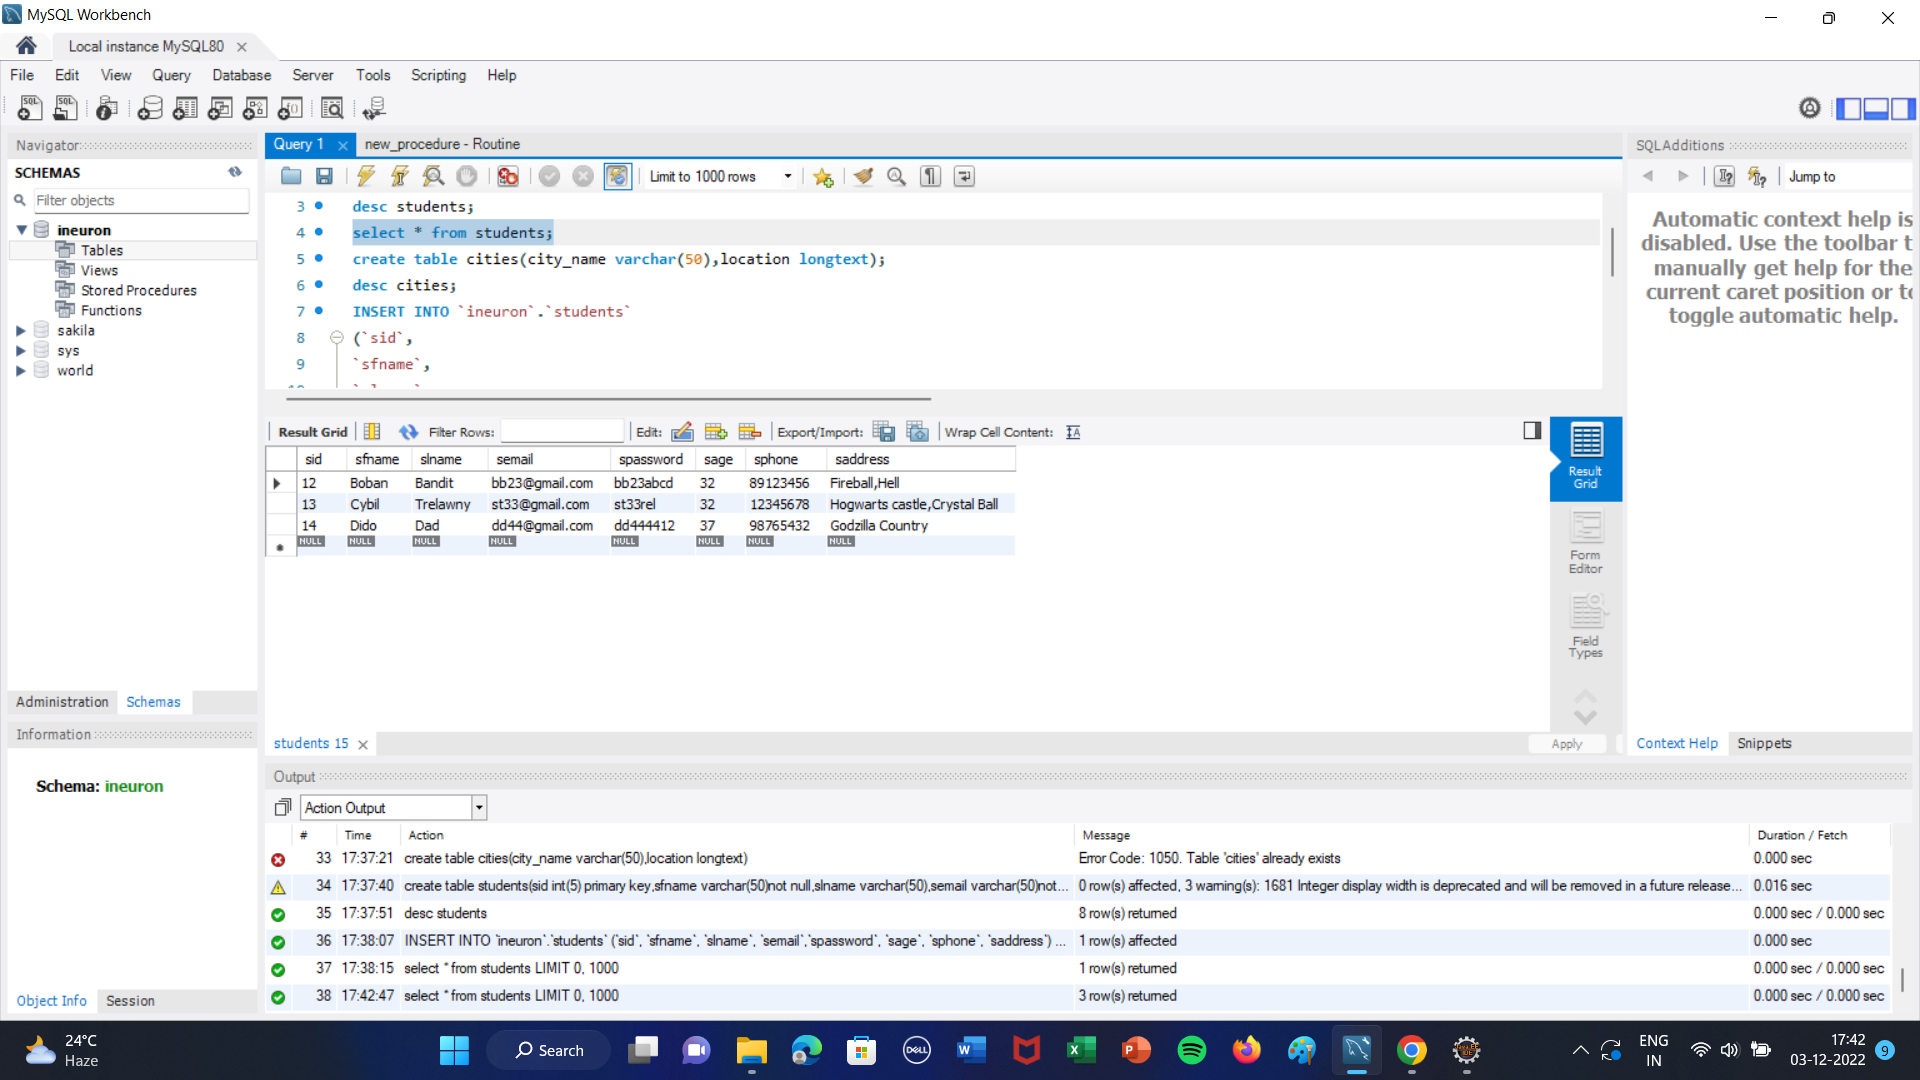 MySQL Workbench
Local instance MySQL80
File Edit View Query Database Server Tools Scripting Help
Navigator
SCHEMAS
Filter objects
ineuron
Tables
Views
Stored Procedures
Functions
sakila
sys
world
Administration Schemas
Information
Schema: ineuron
Object Info Session
Query 1 new_procedure - Routine
Limit to 1000 rows
3 desc students;
4 select * from students;
5 create table cities(city_name varchar(50),location longtext);
6 desc cities;
7 INSERT INTO `ineuron`.`students`
8 (`sid`,
9 `sfname`,
Result Grid Filter Rows: Edit: Export/Import: Wrap Cell Content:
sid sfname slname semail spassword sage sphone saddress
12 Boban Bandit bb23@gmail.com bb23abcd 32 89123456 Fireball,Hell
13 Cybil Trelawny st33@gmail.com st33rel 32 12345678 Hogwarts castle,Crystal Ball
14 Dido Dad dd44@gmail.com dd444412 37 98765432 Godzilla Country
NULL NULL NULL NULL NULL NULL NULL NULL
Result
Grid
Form
Editor
Field
Types
students 15
Apply
SQLAdditions
Jump to
Automatic context help is
disabled. Use the toolbar t
manually get help for the
current caret position or to
toggle automatic help.
Context Help Snippets
Output
Action Output
# Time Action Message Duration / Fetch
33 17:37:21 create table cities(city_name varchar(50),location longtext) Error Code: 1050. Table 'cities' already exists 0.000 sec
34 17:37:40 create table students(sid int(5) primary key,sfname varchar(50)not null,slname varchar(50),semail varchar(50)not... 0 row(s) affected, 3 warning(s): 1681 Integer display width is deprecated and will be removed in a future release... 0.016 sec
35 17:37:51 desc students 8 row(s) returned 0.000 sec / 0.000 sec
36 17:38:07 INSERT INTO `ineuron`.`students` (`sid`, `sfname`, `slname`, `semail`,`spassword`, `sage`, `sphone`, `saddress`) ... 1 row(s) affected 0.000 sec
37 17:38:15 select * from students LIMIT 0, 1000 1 row(s) returned 0.000 sec / 0.000 sec
38 17:42:47 select * from students LIMIT 0, 1000 3 row(s) returned 0.000 sec / 0.000 sec
24°C
Haze
Search
DELL
ENG
IN
17:42
03-12-2022
9